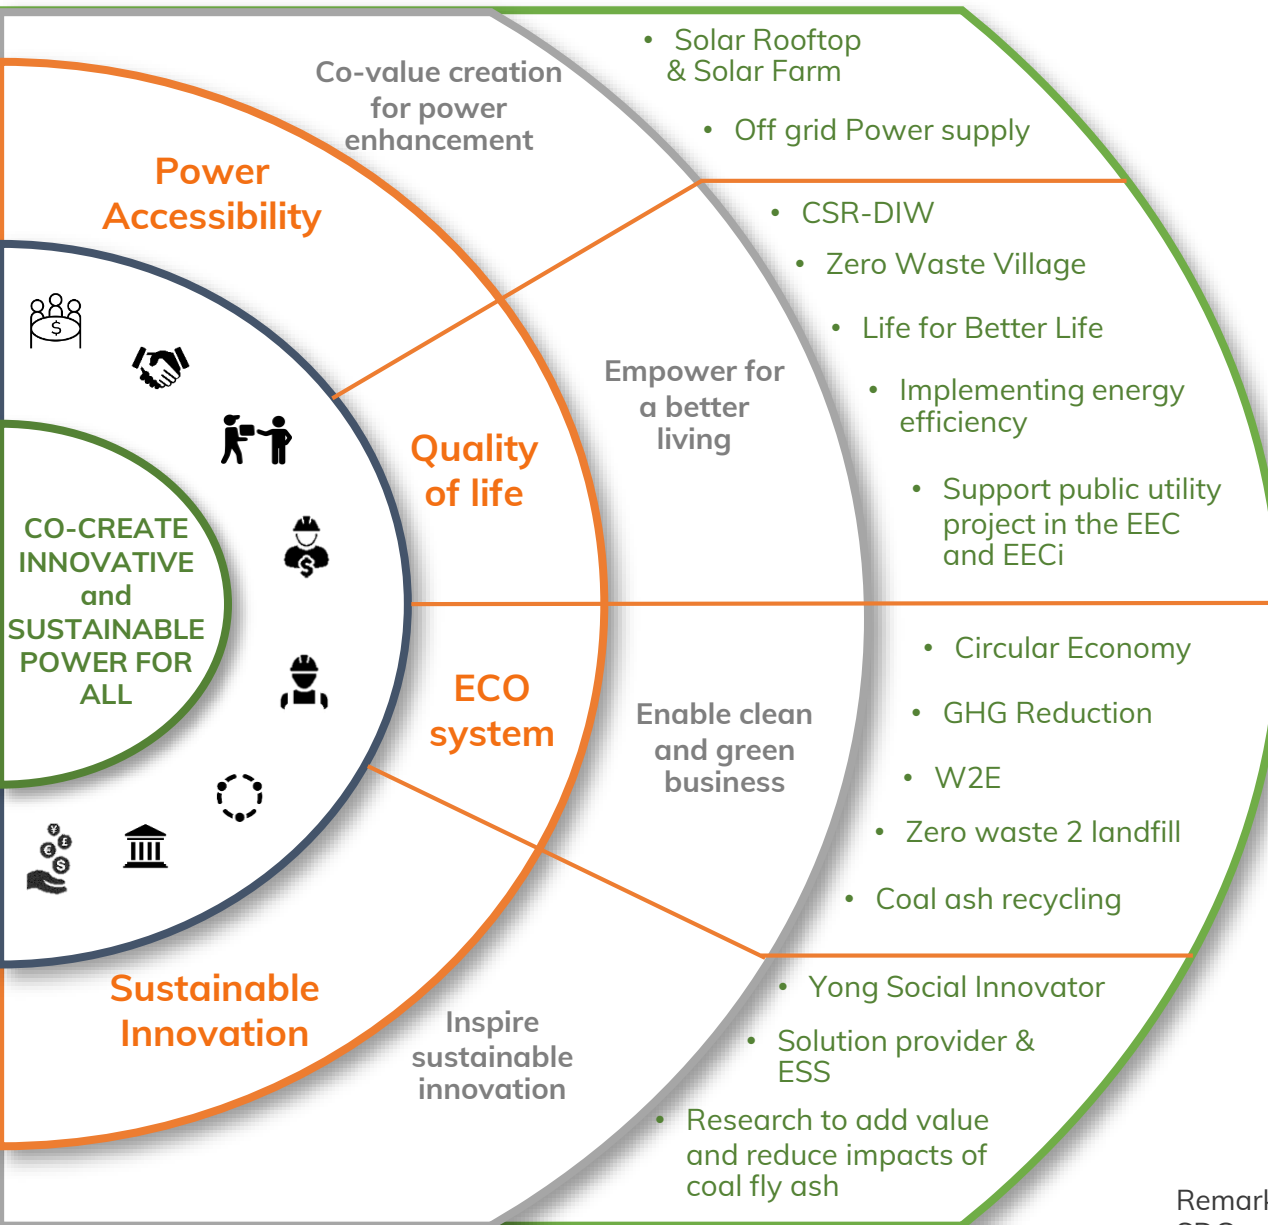 CO-CREATE
INNOVATIVE
and
SUSTAINABLE
POWER FOR
ALL
Power
Accessibility
Co-value creation
for power
enhancement
• Solar Rooftop
& Solar Farm
• Off grid Power supply
Quality
of life
Empower for
a better
living
• CSR-DIW
• Zero Waste Village
• Life for Better Life
• Implementing energy
efficiency
• Support public utility
project in the EEC
and EECi
ECO
system
Enable clean
and green
business
• Circular Economy
• GHG Reduction
• W2E
• Zero waste 2 landfill
• Coal ash recycling
Sustainable
Innovation
Inspire
sustainable
innovation
• Yong Social Innovator
• Solution provider &
ESS
• Research to add value
and reduce impacts of
coal fly ash
Remark